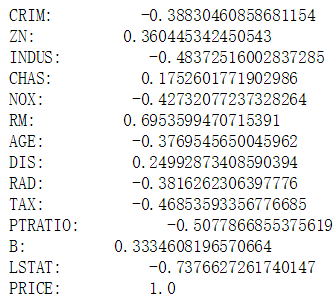 CRIM: -0.38830460858681154
ZN: 0.360445342450543
INDUS: -0.48372516002837285
CHAS: 0.1752601771902986
NOX: -0.42732077237328264
RM: 0.6953599470715391
AGE: -0.3769545650045962
DIS: 0.24992873408590394
RAD: -0.3816262306397776
TAX: -0.46853593356776685
PTRATIO: -0.5077866855375619
B: 0.3334608196570664
LSTAT: -0.7376627261740147
PRICE: 1.0